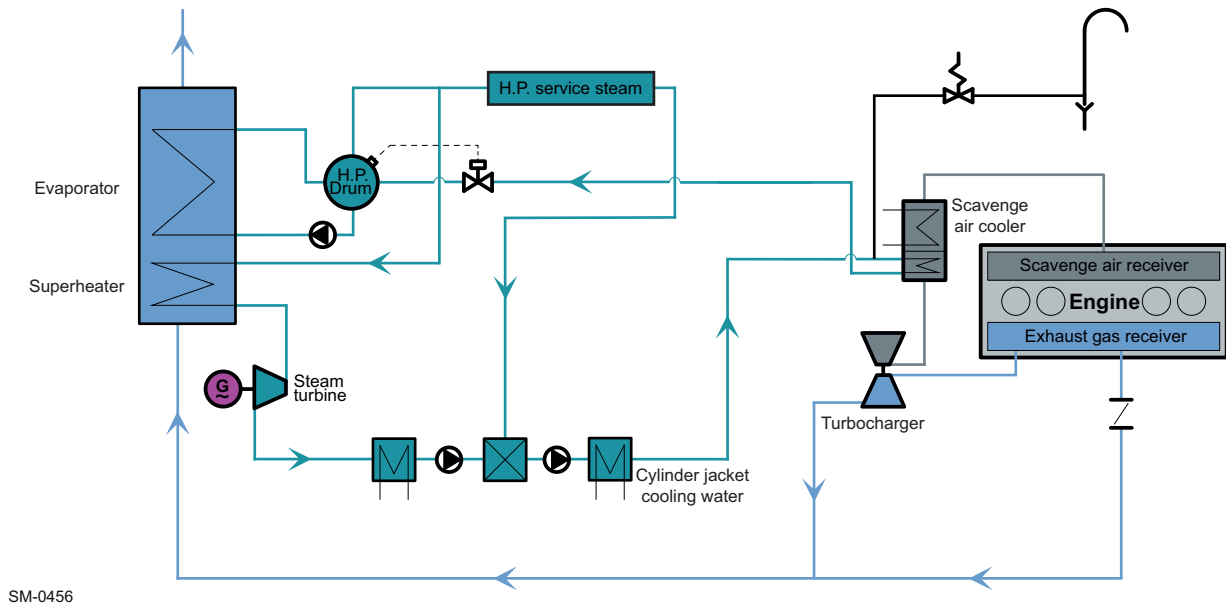 H.P. service steam
Evaporator
H.P.
Drum
Scavenge
air cooler
Superheater
Scavenge air receiver
Engine
Exhaust gas receiver
G
~
Steam
turbine
Turbocharger
Cylinder jacket
cooling water
SM-0456